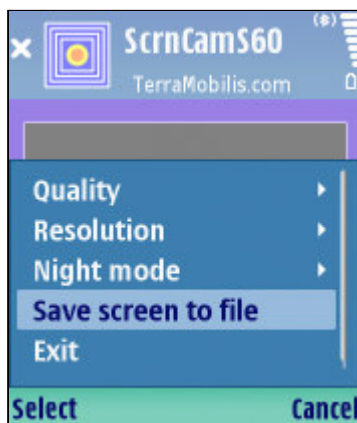 ScrnCamS60
TerraMobilis.com
Quality
Resolution
Night mode
Save screen to file
Exit
Select Cancel